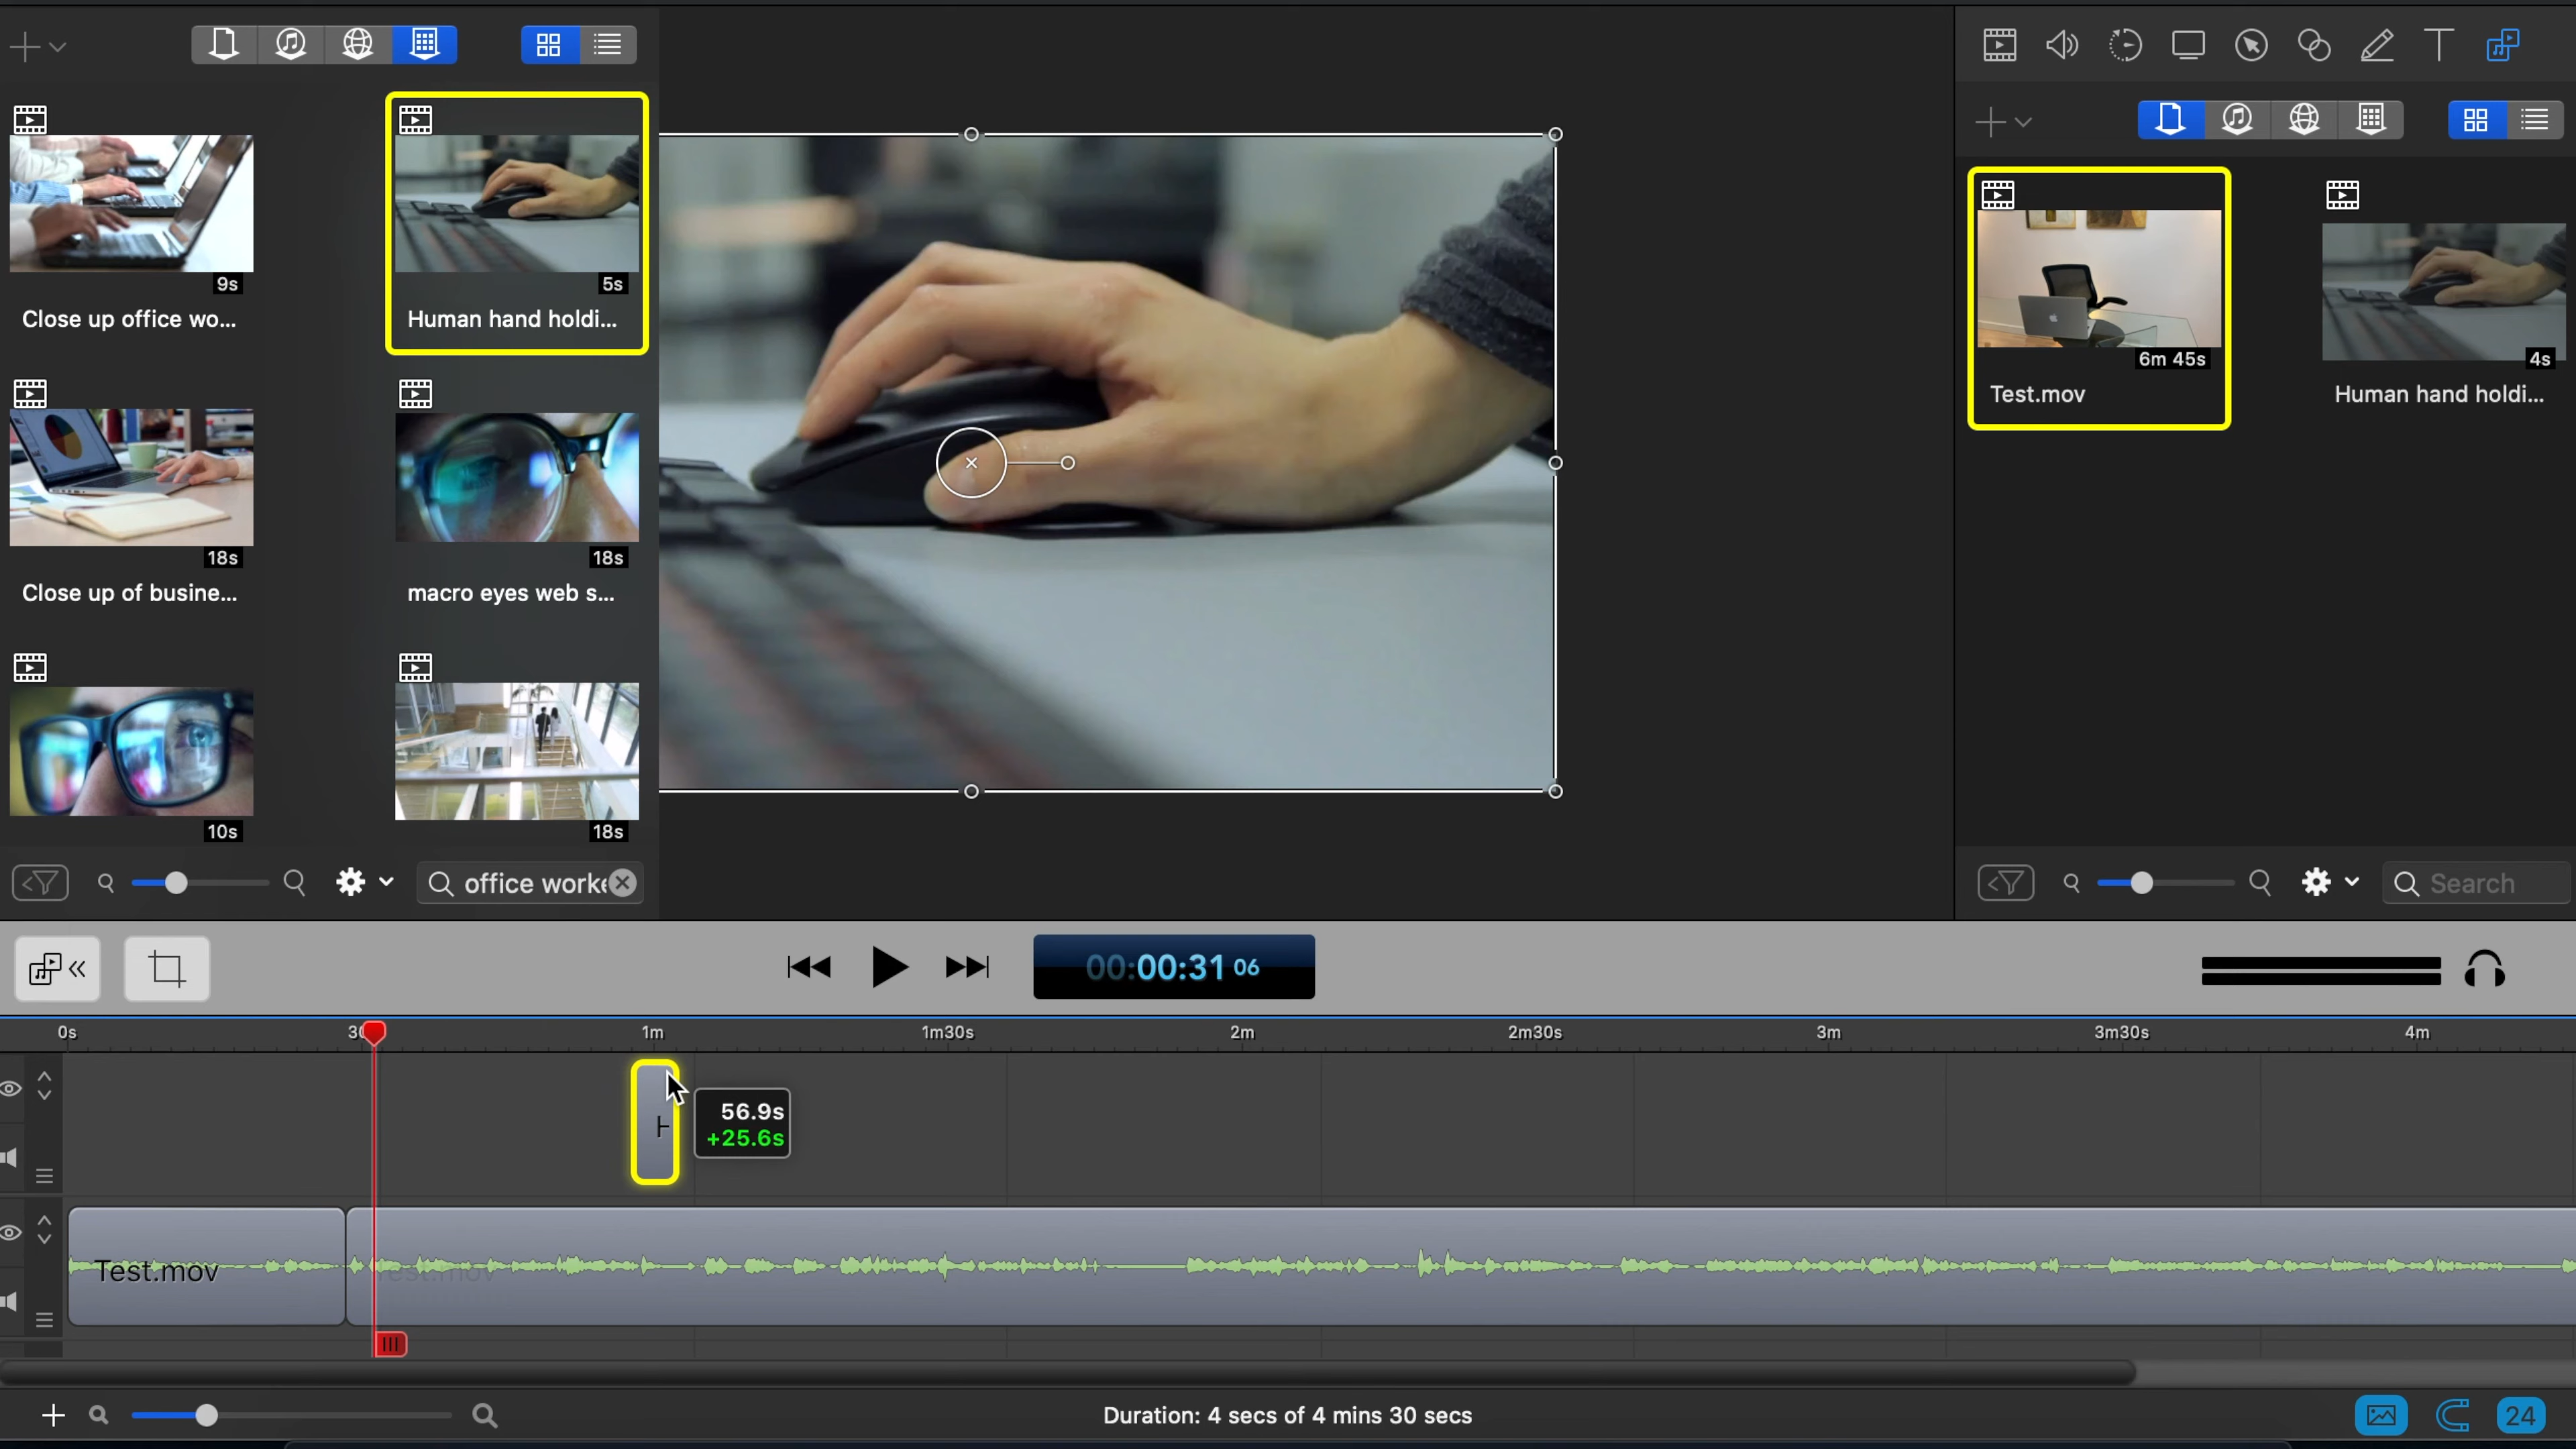 9s
5s
Close up office wo...
Human hand holdi...
18s
18s
Close up of busine...
macro eyes web s...
10s
18s
office worke
6m 45s
4s
Test.mov
Human hand holdi...
Search
00:00:31 06
0s
1m
1m30s
2m
2m30s
3m
3m30s
4m
56.9s
+25.6s
Test.mov
Test.mov
Duration: 4 secs of 4 mins 30 secs
24